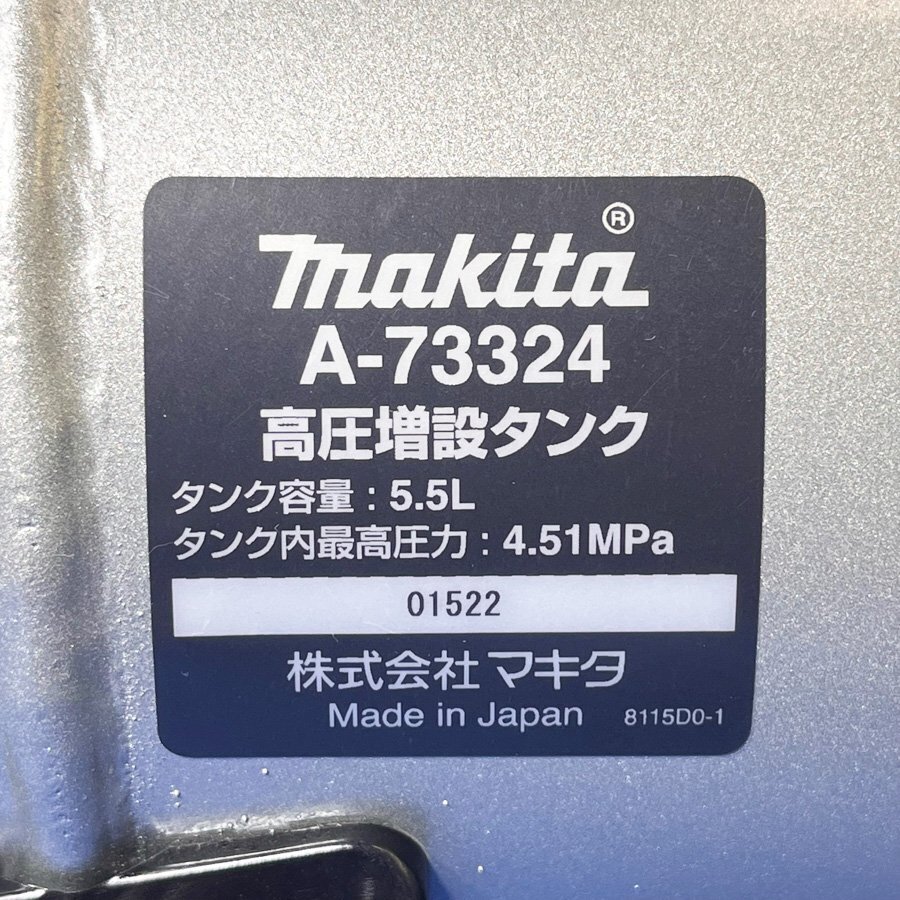 makita®
A-73324
高圧増設タンク
タンク容量：5.5L
タンク内最高圧力：4.51MPa
01522
株式会社 マキタ
Made in Japan 8115D0-1